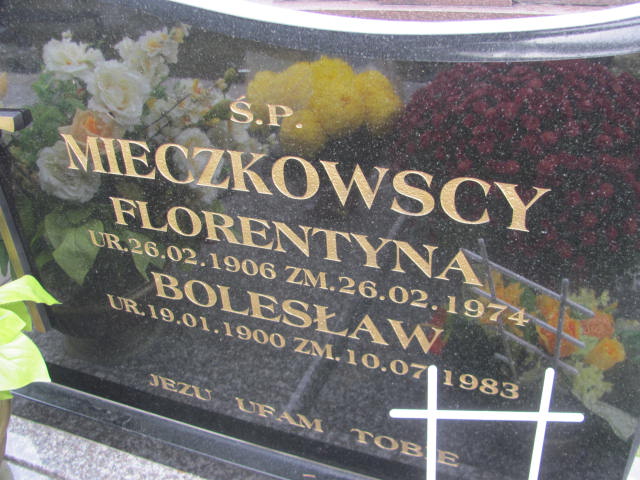 Ś.P.
MIECZKOWSCY
FLORENTYNA
UR.26.02.1906 ZM.26.02.1974
BOLESŁAW
UR.19.01.1900 ZM.10.07.1983
JEZU UFAM TOBIE